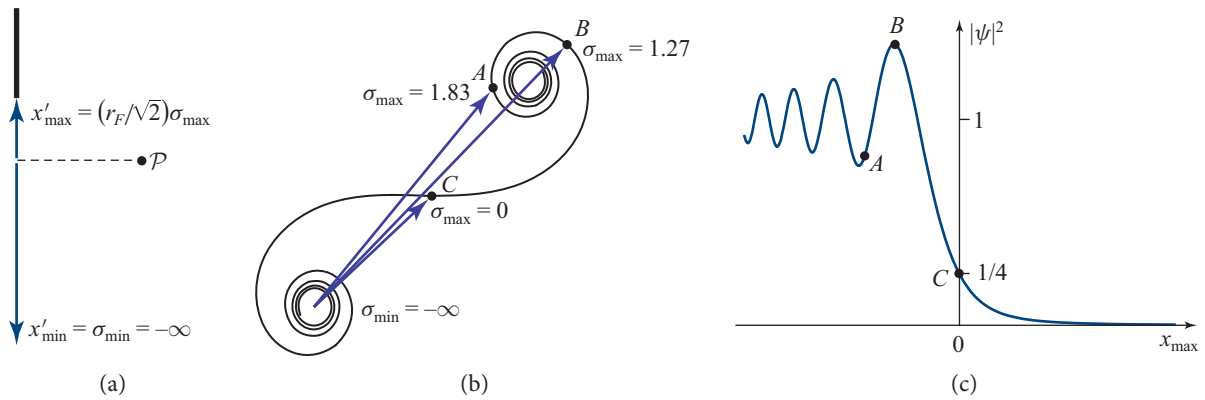 x′max = (rF/√2)σmax
𝒫
x′min = σmin = −∞
(a)
B
σmax = 1.27
A
σmax = 1.83
C
σmax = 0
σmin = −∞
(b)
B
|ψ|²
1
A
C
1/4
0
xmax
(c)